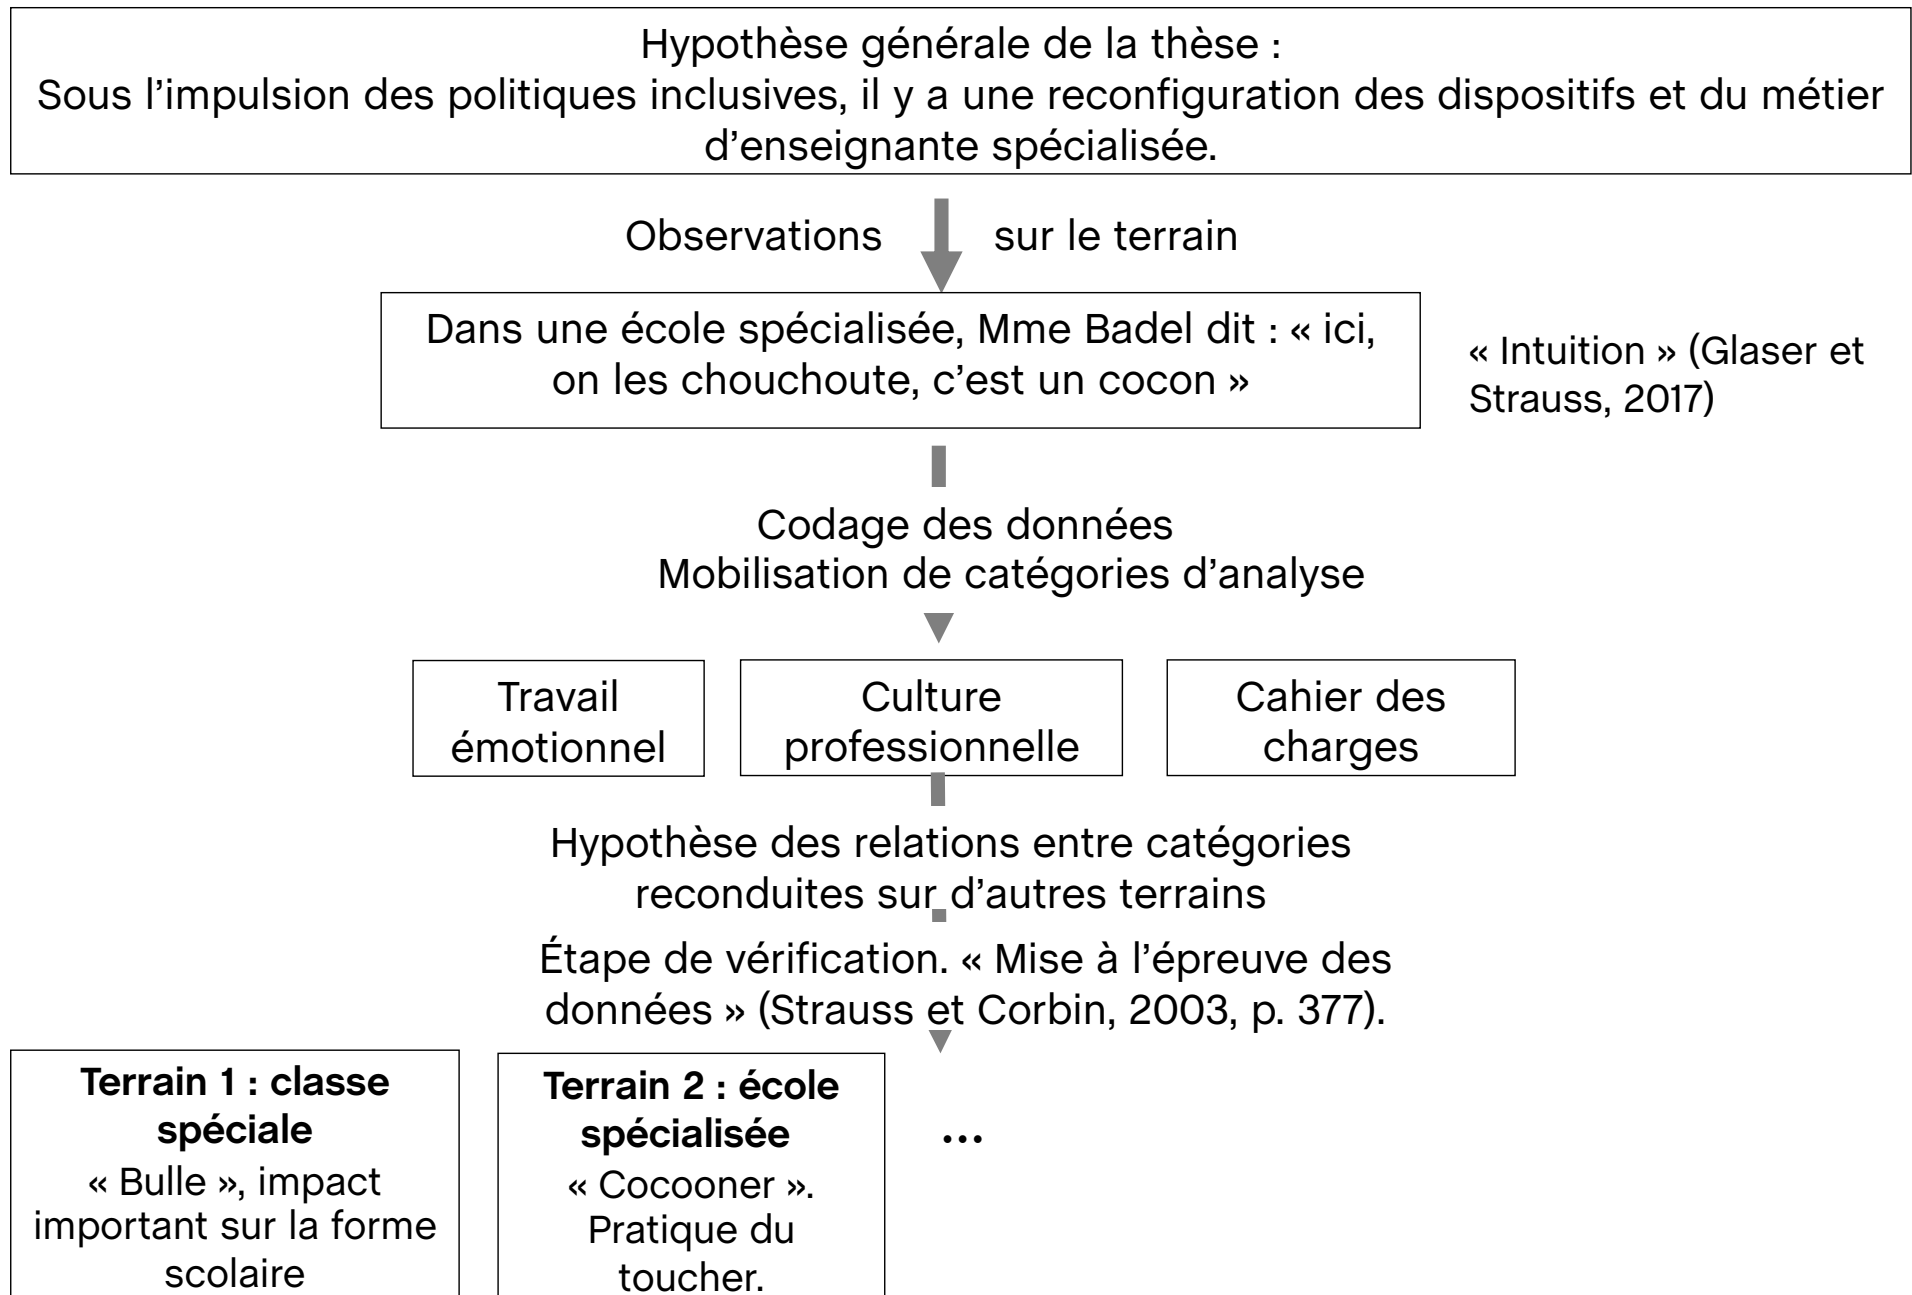 Hypothèse générale de la thèse :
Sous l’impulsion des politiques inclusives, il y a une reconfiguration des dispositifs et du métier
d’enseignante spécialisée.
Observations sur le terrain
Dans une école spécialisée, Mme Badel dit : « ici,
on les chouchoute, c’est un cocon »
« Intuition » (Glaser et
Strauss, 2017)
Codage des données
Mobilisation de catégories d’analyse
Travail
émotionnel
Culture
professionnelle
Cahier des
charges
Hypothèse des relations entre catégories
reconduites sur d’autres terrains
Étape de vérification. « Mise à l’épreuve des
données » (Strauss et Corbin, 2003, p. 377).
Terrain 1 : classe
spéciale
« Bulle », impact
important sur la forme
scolaire
Terrain 2 : école
spécialisée
« Cocooner ».
Pratique du
toucher.
...